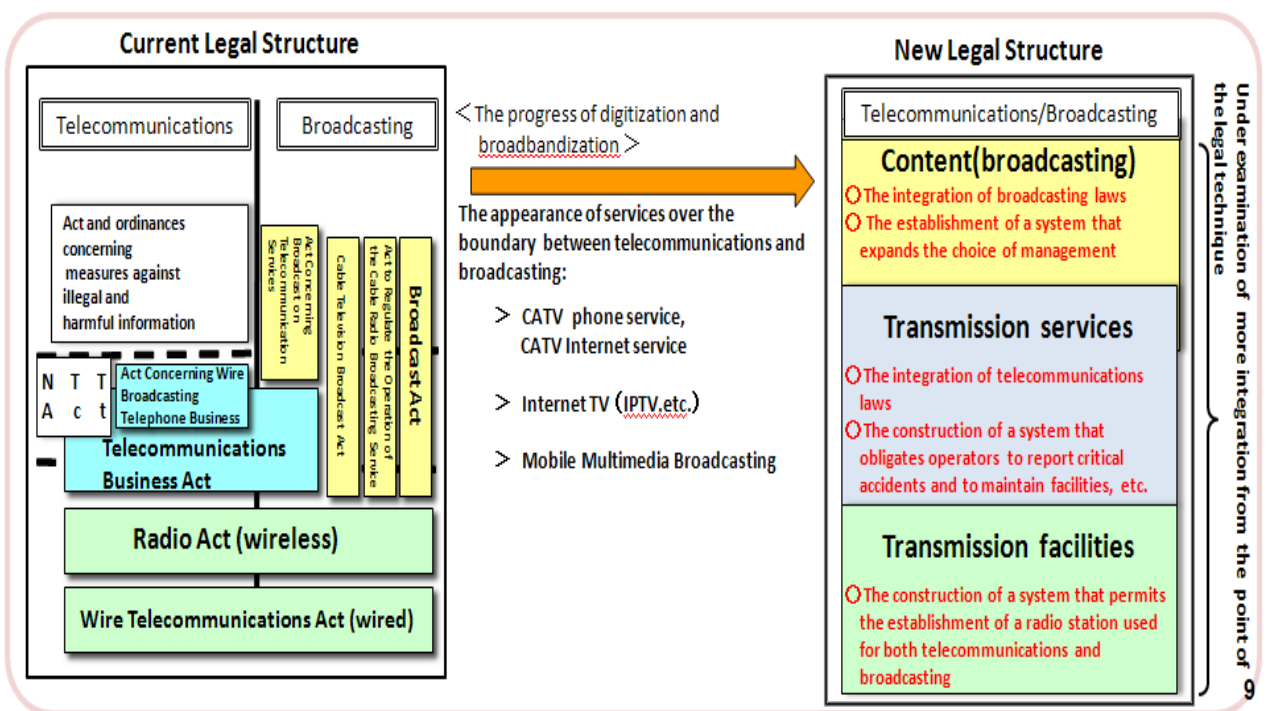 Current Legal Structure
Telecommunications
Broadcasting
Act and ordinances
concerning
measures against
illegal and
harmful information
N T T
A c t
Act Concerning Wire
Broadcasting
Telephone Business
Telecommunications
Business Act
Act Concerning
Broadcast on
Telecommunication
Services
Cable Television Broadcast Act
Act to Regulate the Operation of
the Cable Radio Broadcasting Service
Broadcast Act
Radio Act (wireless)
Wire Telecommunications Act (wired)
＜The progress of digitization and
broadbandization＞
The appearance of services over the
boundary between telecommunications and
broadcasting:
＞ CATV phone service,
CATV Internet service
＞ Internet TV (IPTV.etc.)
＞ Mobile Multimedia Broadcasting
New Legal Structure
Telecommunications/Broadcasting
Content(broadcasting)
○The integration of broadcasting laws
○ The establishment of a system that
expands the choice of management
Transmission services
○The integration of telecommunications
laws
○The construction of a system that
obligates operators to report critical
accidents and to maintain facilities, etc.
Transmission facilities
○The construction of a system that permits
the establishment of a radio station used
for both telecommunications and
broadcasting
Under examination of more integration from the point of
the legal technique
9